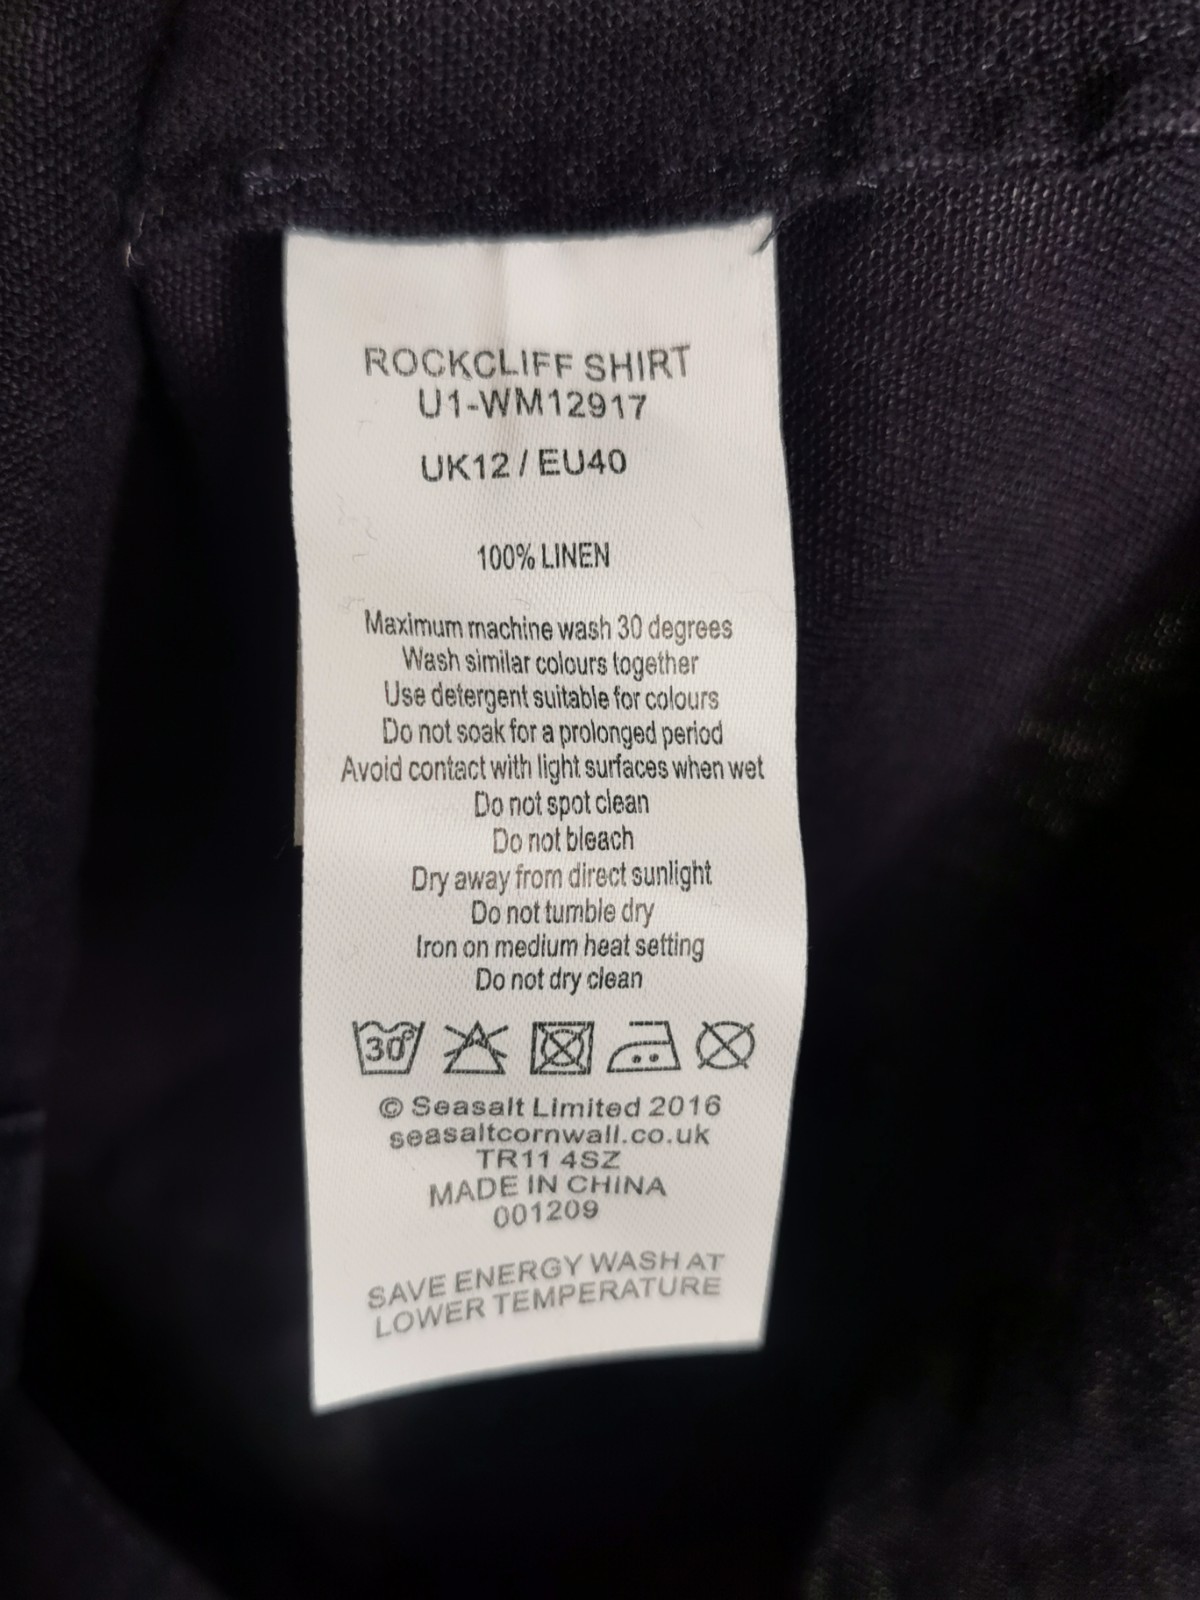 ROCKCLIFF SHIRT
U1-WM12917
UK12 / EU40
100% LINEN
Maximum machine wash 30 degrees
Wash similar colours together
Use detergent suitable for colours
Do not soak for a prolonged period
Avoid contact with light surfaces when wet
Do not spot clean
Do not bleach
Dry away from direct sunlight
Do not tumble dry
Iron on medium heat setting
Do not dry clean
30°
© Seasalt Limited 2016
seasaltcornwall.co.uk
TR11 4SZ
MADE IN CHINA
001209
SAVE ENERGY WASH AT
LOWER TEMPERATURE